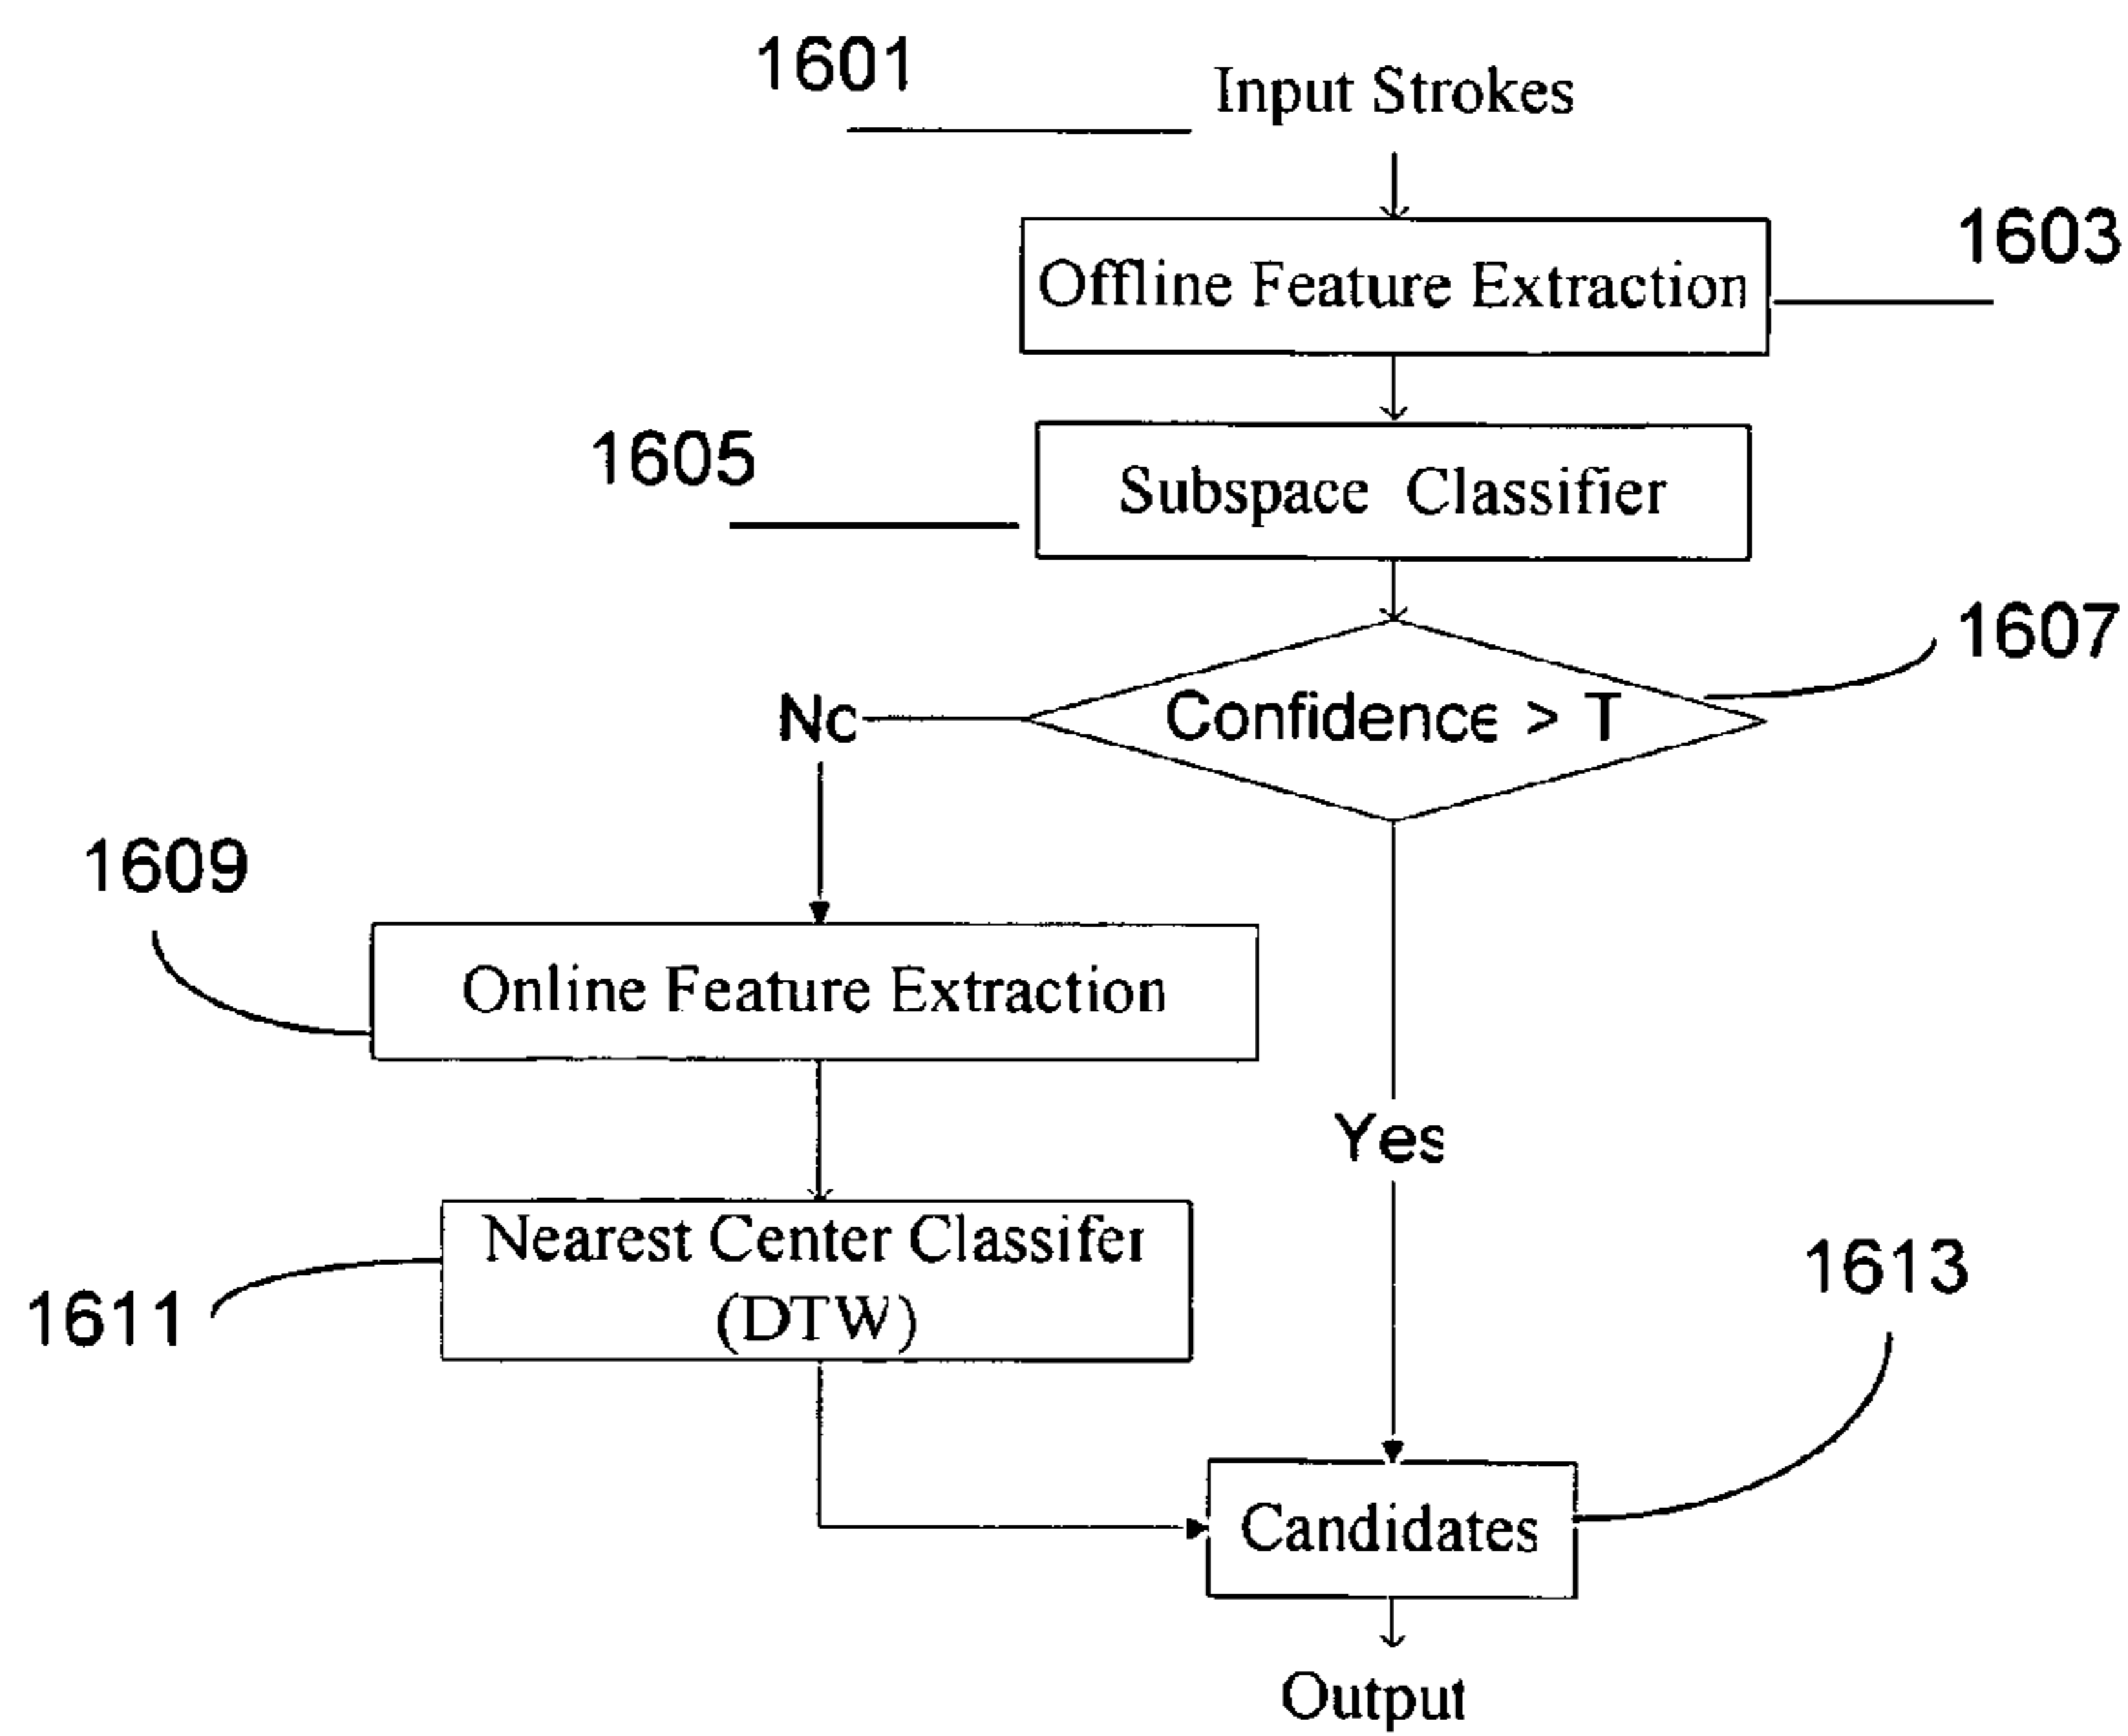 1601
Input Strokes
1603
Offline Feature Extraction
1605
Subspace Classifier
1607
Confidence > T
No
1609
Online Feature Extraction
Yes
Nearest Center Classifer
(DTW)
1611
1613
Candidates
Output